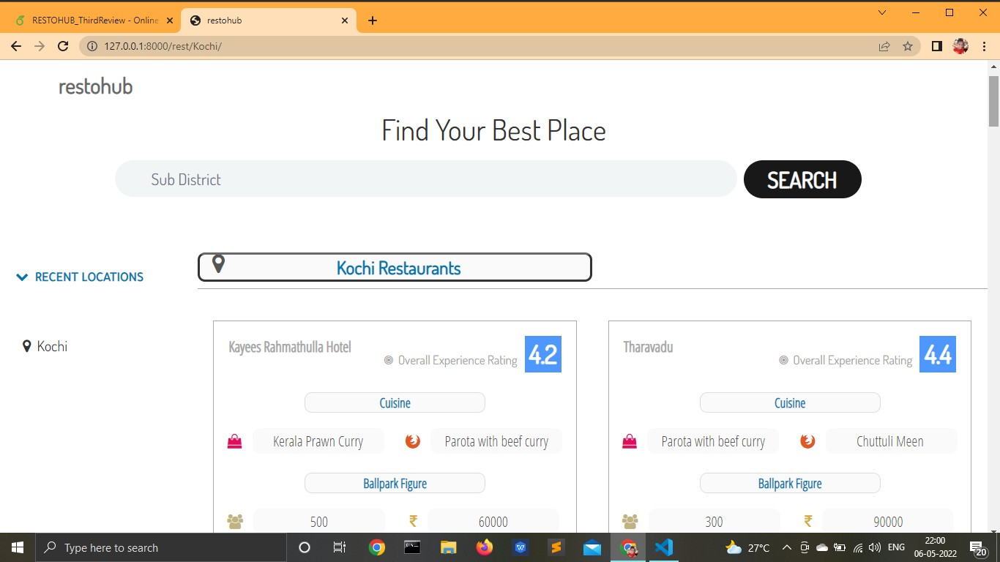 RESTOHUB_ThirdReview - Online
restohub
127.0.0.1:8000/rest/Kochi/
restohub
Find Your Best Place
Sub District
SEARCH
RECENT LOCATIONS
Kochi Restaurants
Kochi
Kayees Rahmathulla Hotel
Overall Experience Rating
4.2
Cuisine
Kerala Prawn Curry
Parota with beef curry
Ballpark Figure
500
₹ 60000
Tharavadu
Overall Experience Rating
4.4
Cuisine
Parota with beef curry
Chuttuli Meen
Ballpark Figure
300
₹ 90000
Type here to search
27°C
ENG
22:00
06-05-2022
20